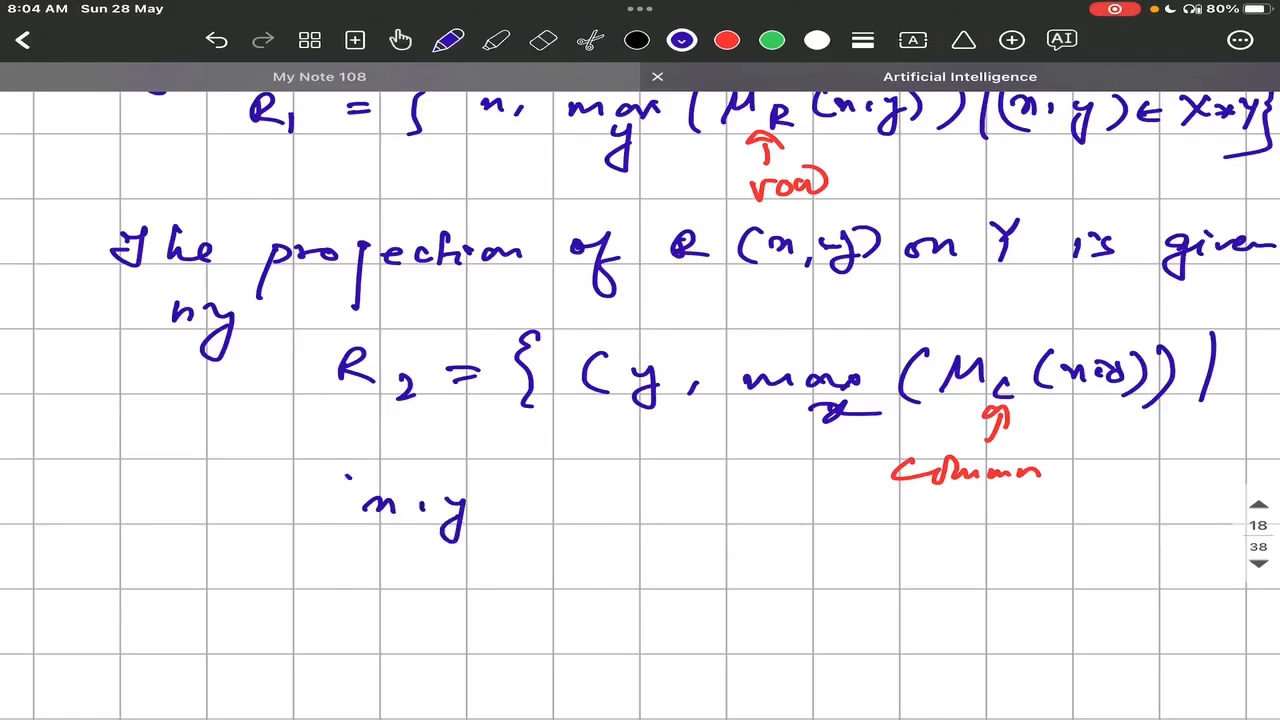 8:04 AM Sun 28 May
80%
A
AI
My Note 108
Artificial Intelligence
R1 = { x, max y (μR (x,y)) | (x,y) ∈ X*Y}
row
The projection of R (x,y) on Y is given
by
R2 = { (y, max x (μC (x,y)) |
column
x,y
18
38